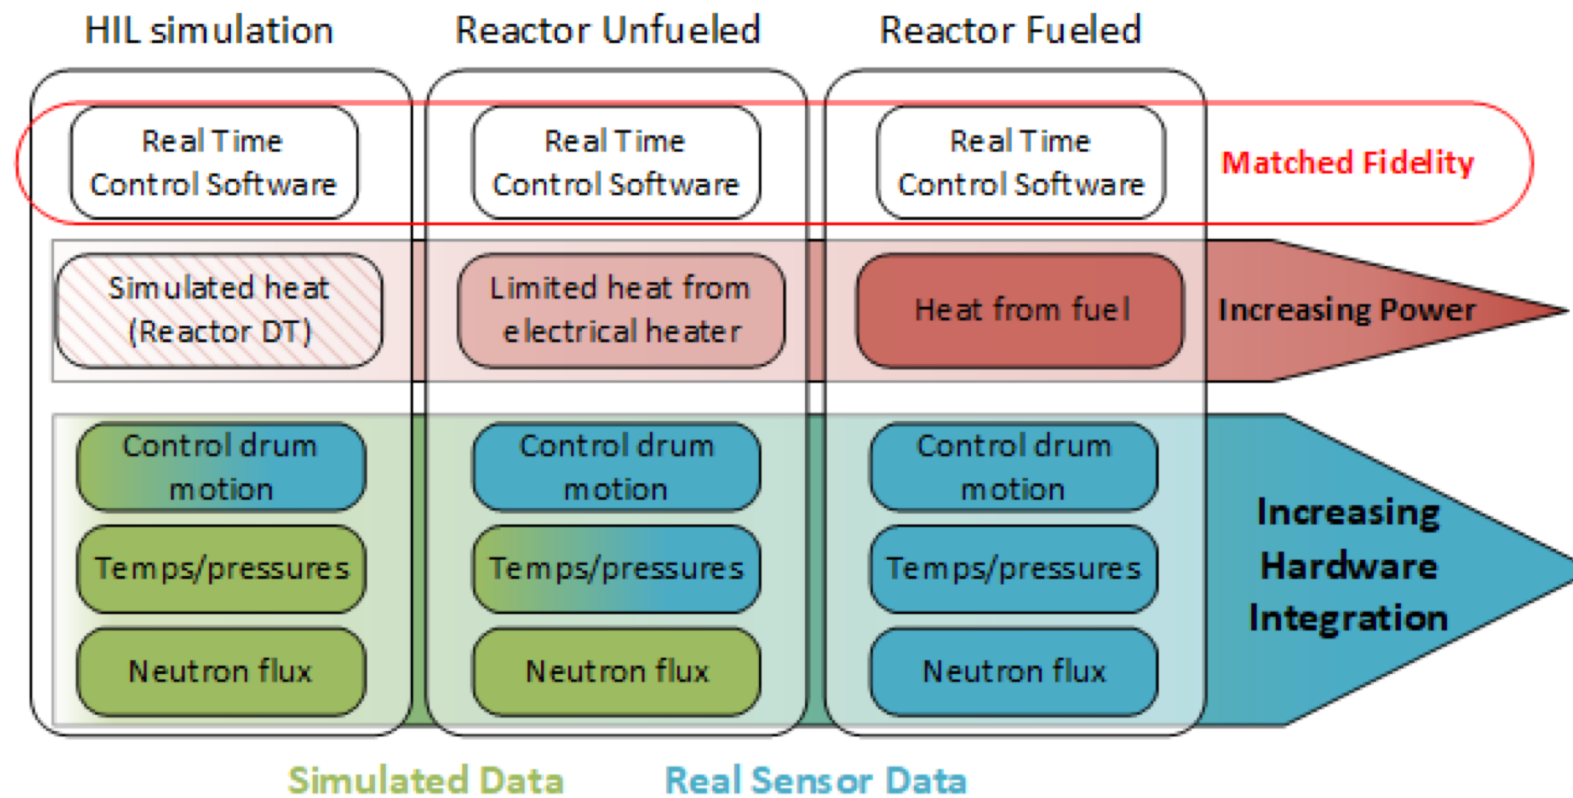 HIL simulation
Reactor Unfueled
Reactor Fueled
Real Time
Control Software
Real Time
Control Software
Real Time
Control Software
Matched Fidelity
Simulated heat
(Reactor DT)
Limited heat from
electrical heater
Heat from fuel
Increasing Power
Control drum
motion
Control drum
motion
Control drum
motion
Temps/pressures
Temps/pressures
Temps/pressures
Neutron flux
Neutron flux
Neutron flux
Increasing
Hardware
Integration
Simulated Data
Real Sensor Data